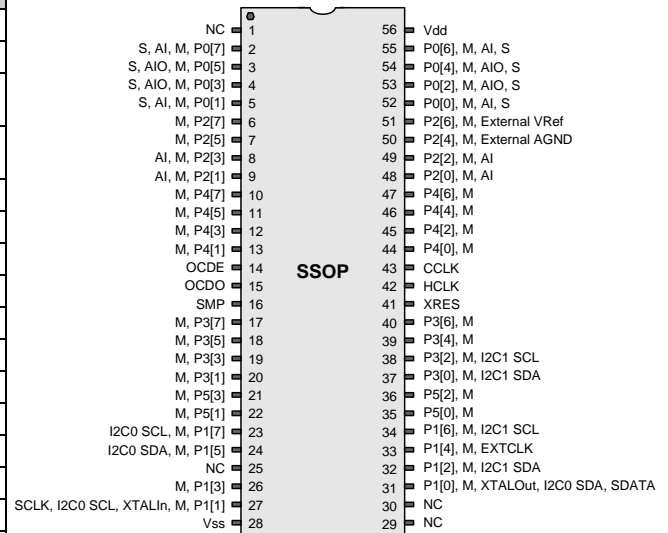 NC 1 56 Vdd
S, AI, M, P0[7] 2 55 P0[6], M, AI, S
S, AIO, M, P0[5] 3 54 P0[4], M, AIO, S
S, AIO, M, P0[3] 4 53 P0[2], M, AIO, S
S, AI, M, P0[1] 5 52 P0[0], M, AI, S
M, P2[7] 6 51 P2[6], M, External VRef
M, P2[5] 7 50 P2[4], M, External AGND
AI, M, P2[3] 8 49 P2[2], M, AI
AI, M, P2[1] 9 48 P2[0], M, AI
M, P4[7] 10 47 P4[6], M
M, P4[5] 11 46 P4[4], M
M, P4[3] 12 45 P4[2], M
M, P4[1] 13 44 P4[0], M
OCDE 14 SSOP 43 CCLK
OCDO 15 42 HCLK
SMP 16 41 XRES
M, P3[7] 17 40 P3[6], M
M, P3[5] 18 39 P3[4], M
M, P3[3] 19 38 P3[2], M, I2C1 SCL
M, P3[1] 20 37 P3[0], M, I2C1 SDA
M, P5[3] 21 36 P5[2], M
M, P5[1] 22 35 P5[0], M
I2C0 SCL, M, P1[7] 23 34 P1[6], M, I2C1 SCL
I2C0 SDA, M, P1[5] 24 33 P1[4], M, EXTCLK
NC 25 32 P1[2], M, I2C1 SDA
M, P1[3] 26 31 P1[0], M, XTALOut, I2C0 SDA, SDATA
SCLK, I2C0 SCL, XTALIn, M, P1[1] 27 30 NC
Vss 28 29 NC